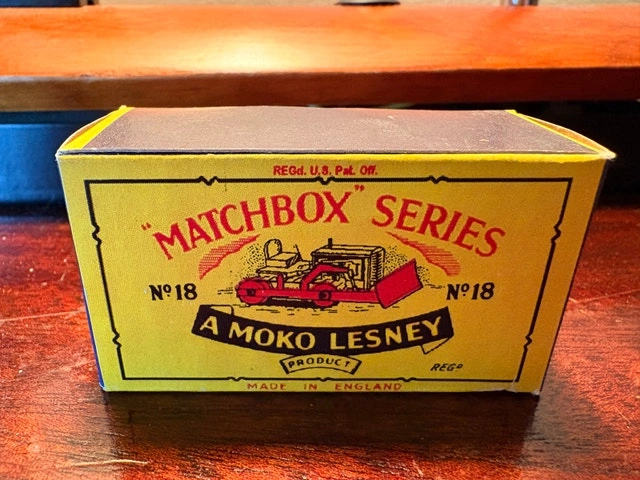 REGd. U.S. Pat. Off.
"MATCHBOX" SERIES
Nº18 Nº18
A MOKO LESNEY
PRODUCT
REGᴰ
MADE IN ENGLAND